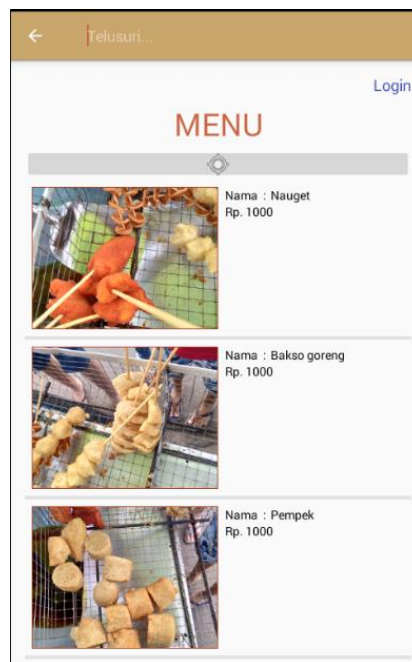 Telusuri...
Login
MENU
Nama : Nauget
Rp. 1000
Nama : Bakso goreng
Rp. 1000
Nama : Pempek
Rp. 1000